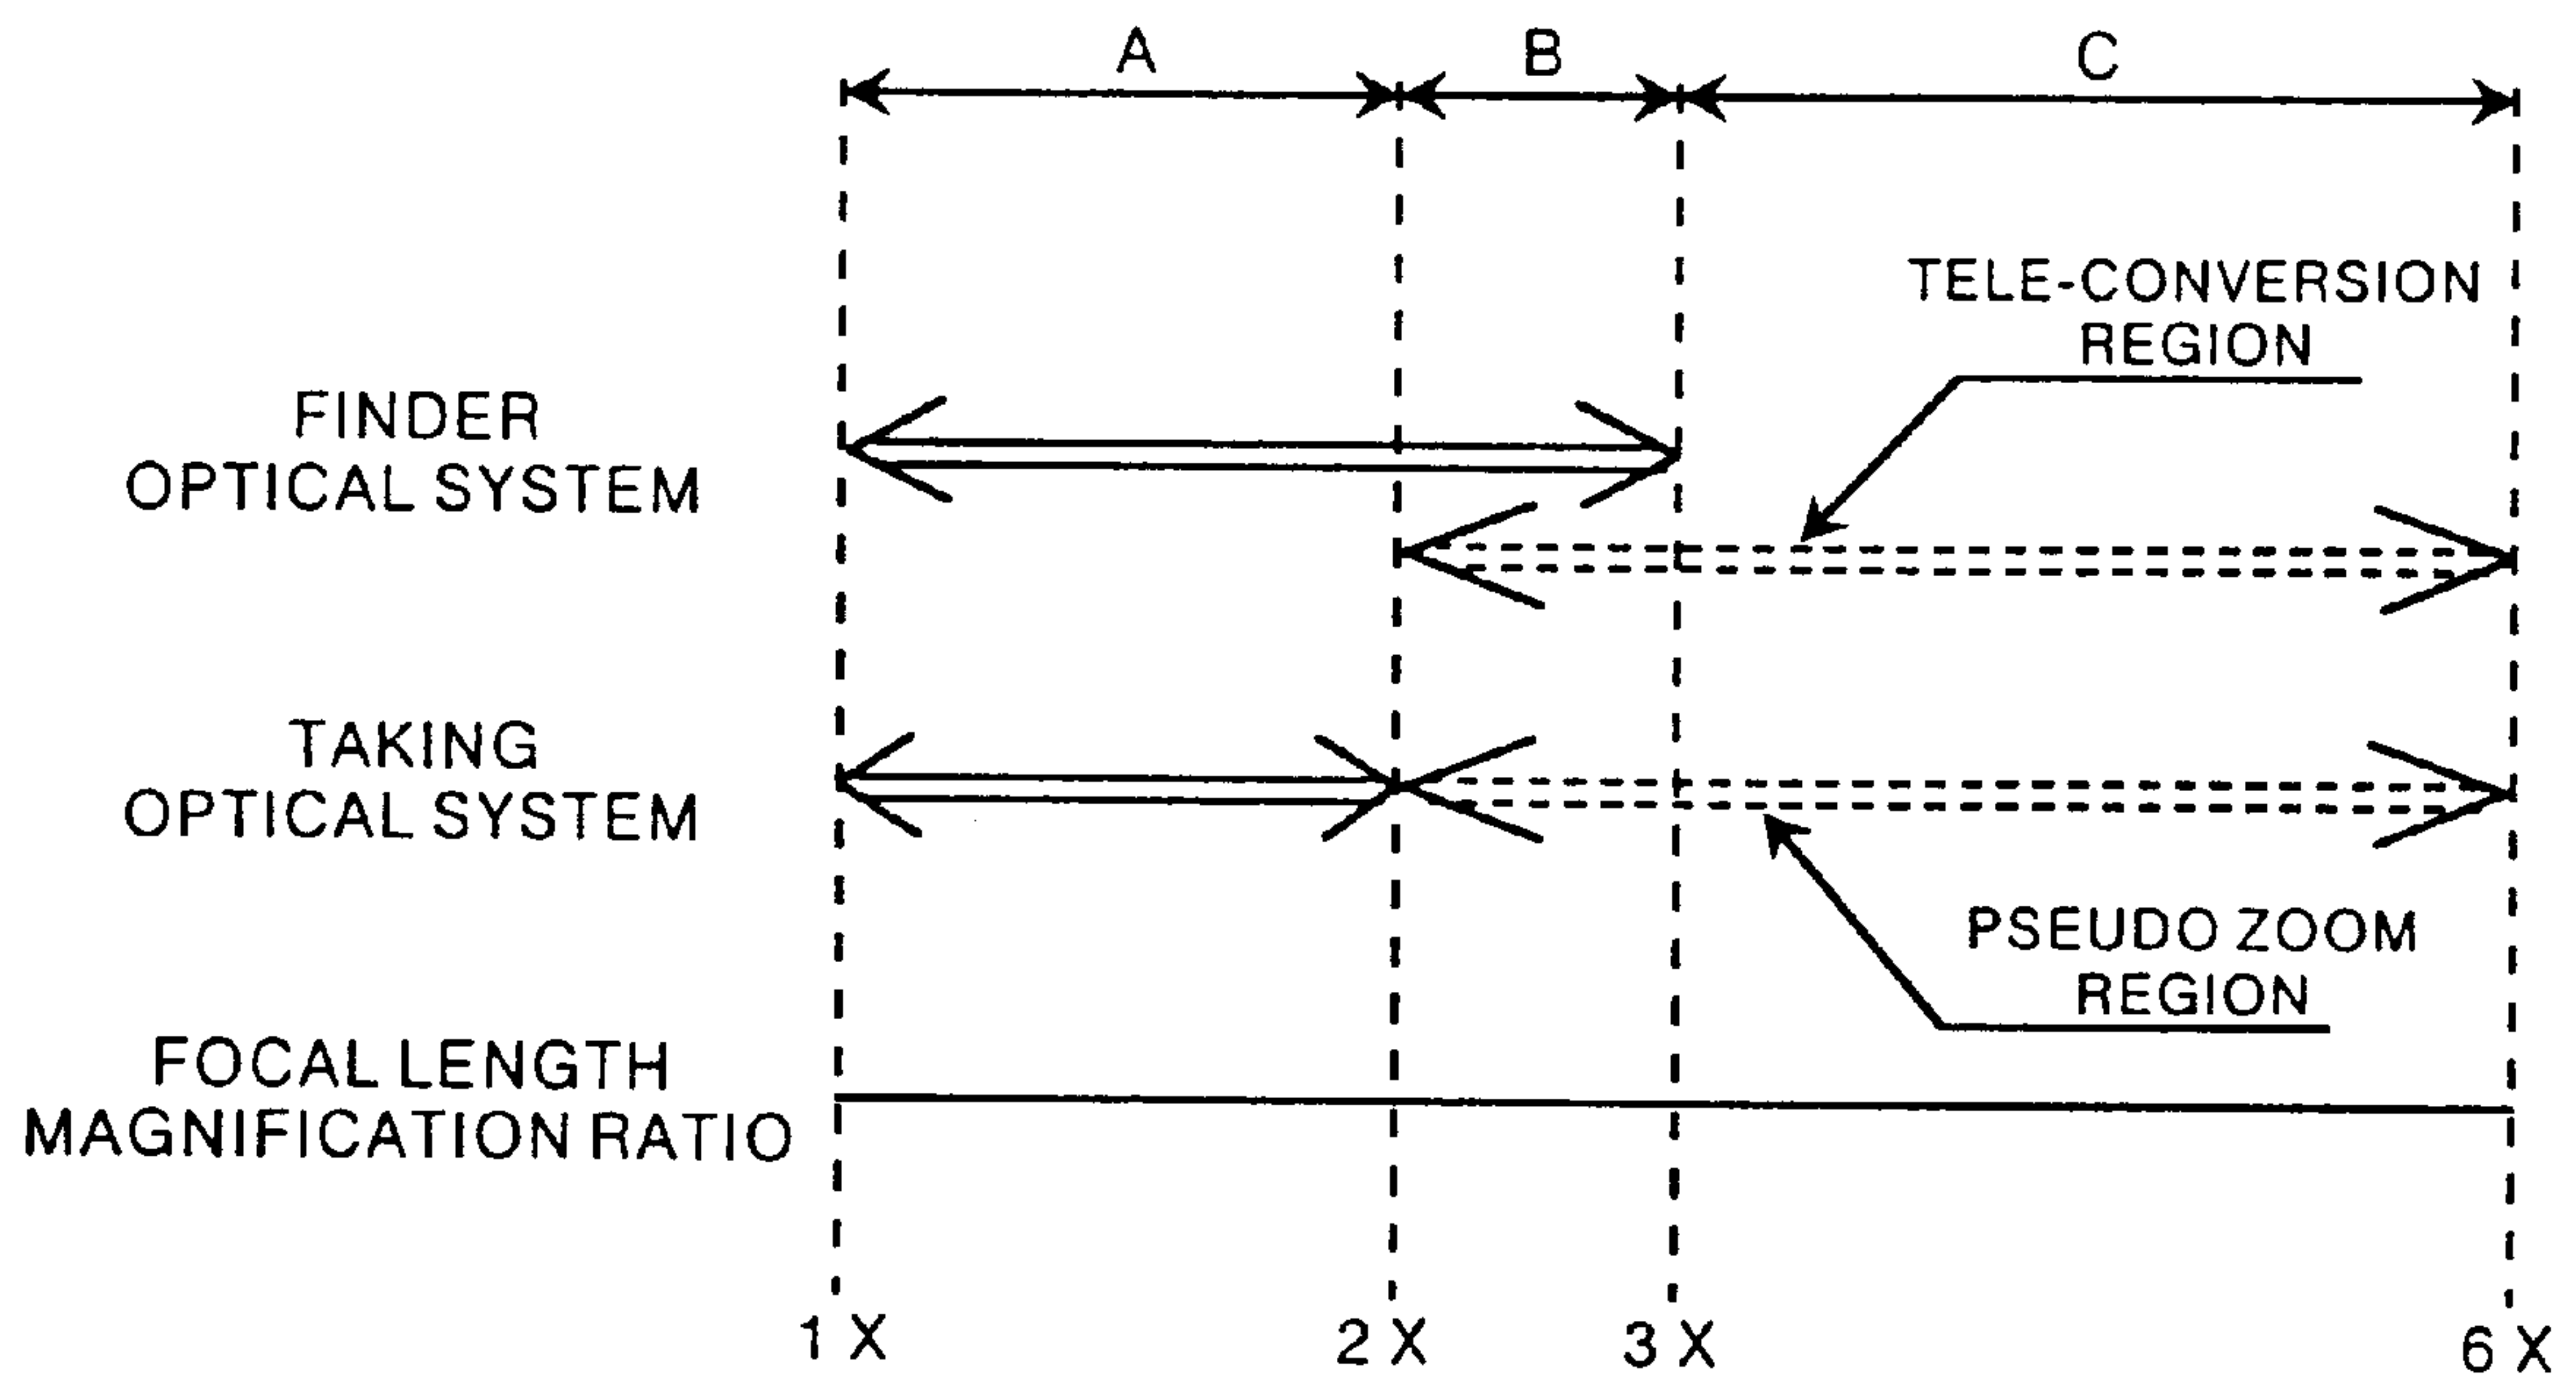 A
B
C
TELE-CONVERSION
REGION
FINDER
OPTICAL SYSTEM
TAKING
OPTICAL SYSTEM
PSEUDO ZOOM
REGION
FOCAL LENGTH
MAGNIFICATION RATIO
1 X
2 X
3 X
6 X